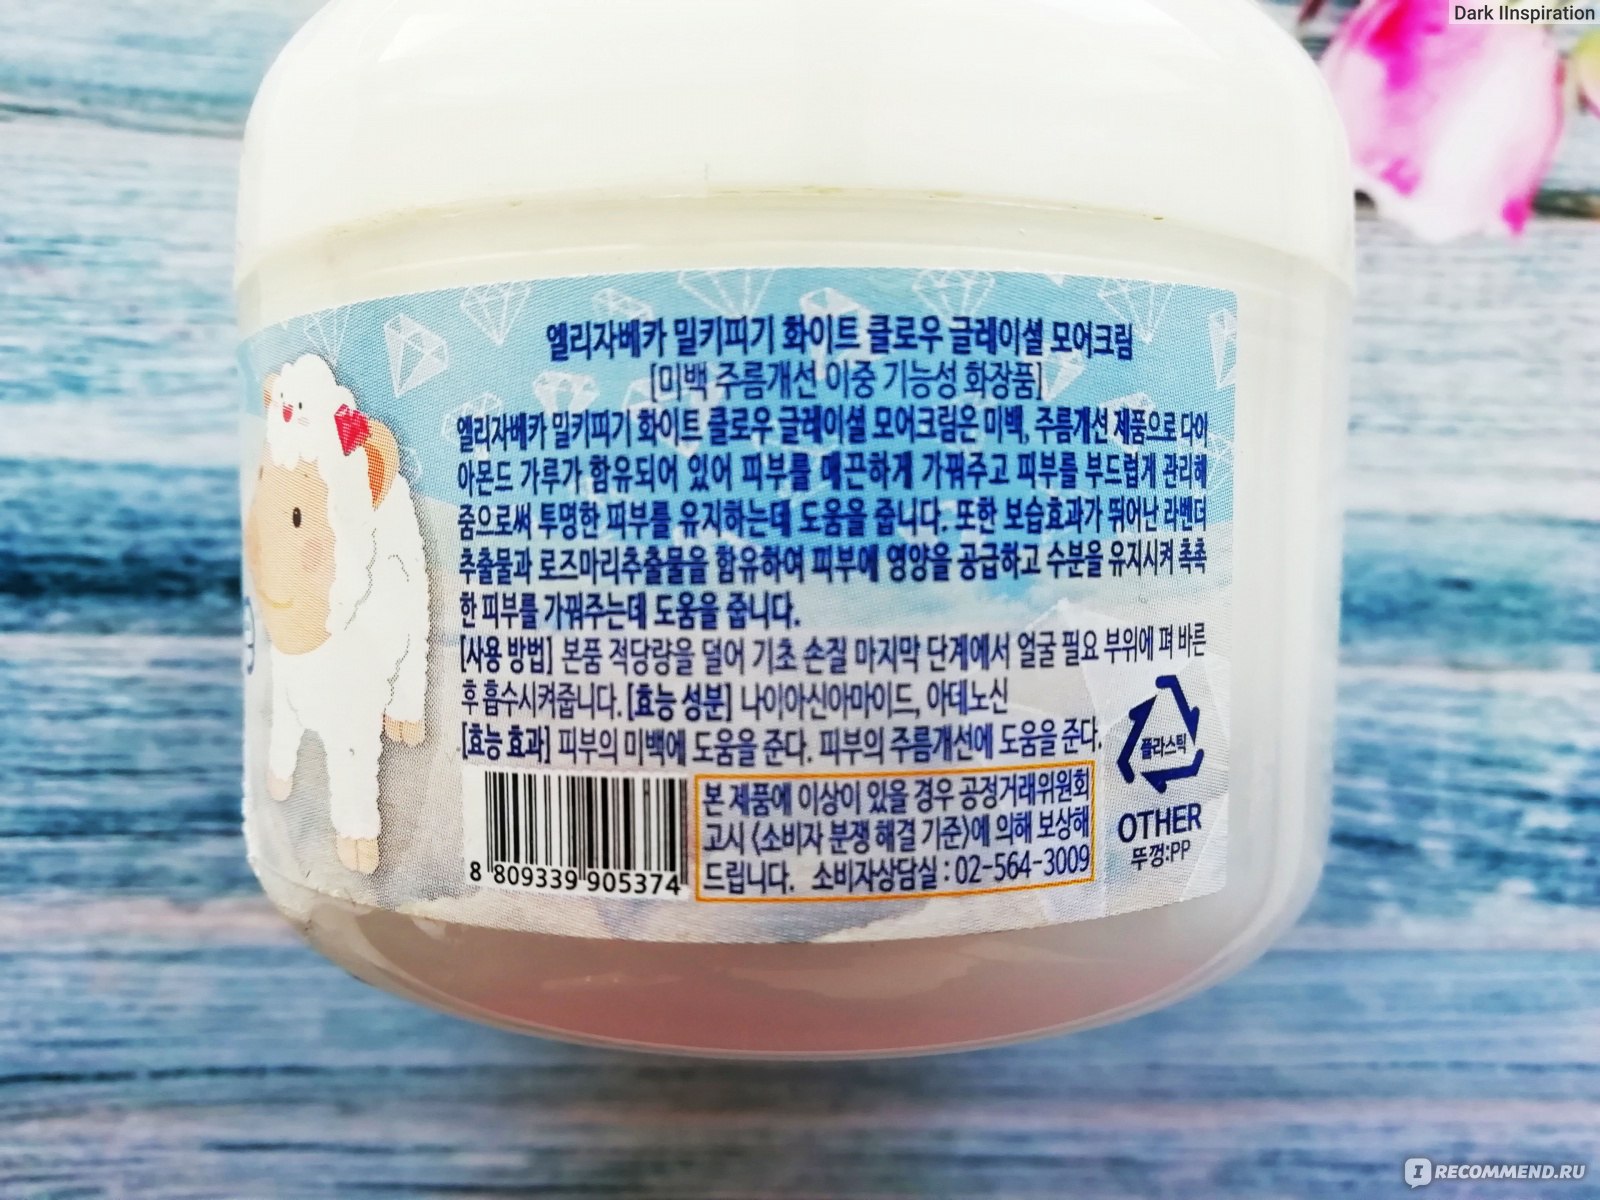 Dark IInspiration
엘리자베카 밀키피기 화이트 클로우 글레이셜 모어크림
[미백 주름개선 이중 기능성 화장품]
엘리자베카 밀키피기 화이트 클로우 글레이셜 모어크림은 미백, 주름개선 제품으로 다이
아몬드 가루가 함유되어 있어 피부를 매끈하게 가꿔주고 피부를 부드럽게 관리해
줌으로써 투명한 피부를 유지하는데 도움을 줍니다. 또한 보습효과가 뛰어난 라벤더
추출물과 로즈마리추출물을 함유하여 피부에 영양을 공급하고 수분을 유지시켜 촉촉
한 피부를 가꿔주는데 도움을 줍니다.
[사용 방법] 본품 적당량을 덜어 기초 손질 마지막 단계에서 얼굴 필요 부위에 펴 바른
후 흡수시켜줍니다. [효능 성분] 나이아신아마이드, 아데노신
[효능 효과] 피부의 미백에 도움을 준다. 피부의 주름개선에 도움을 준다.
플라스틱
OTHER
뚜껑:PP
본 제품에 이상이 있을 경우 공정거래위원회
고시 <소비자 분쟁 해결 기준>에 의해 보상해
드립니다. 소비자상담실 : 02-564-3009
8 809339 905374
IRECOMMEND.RU